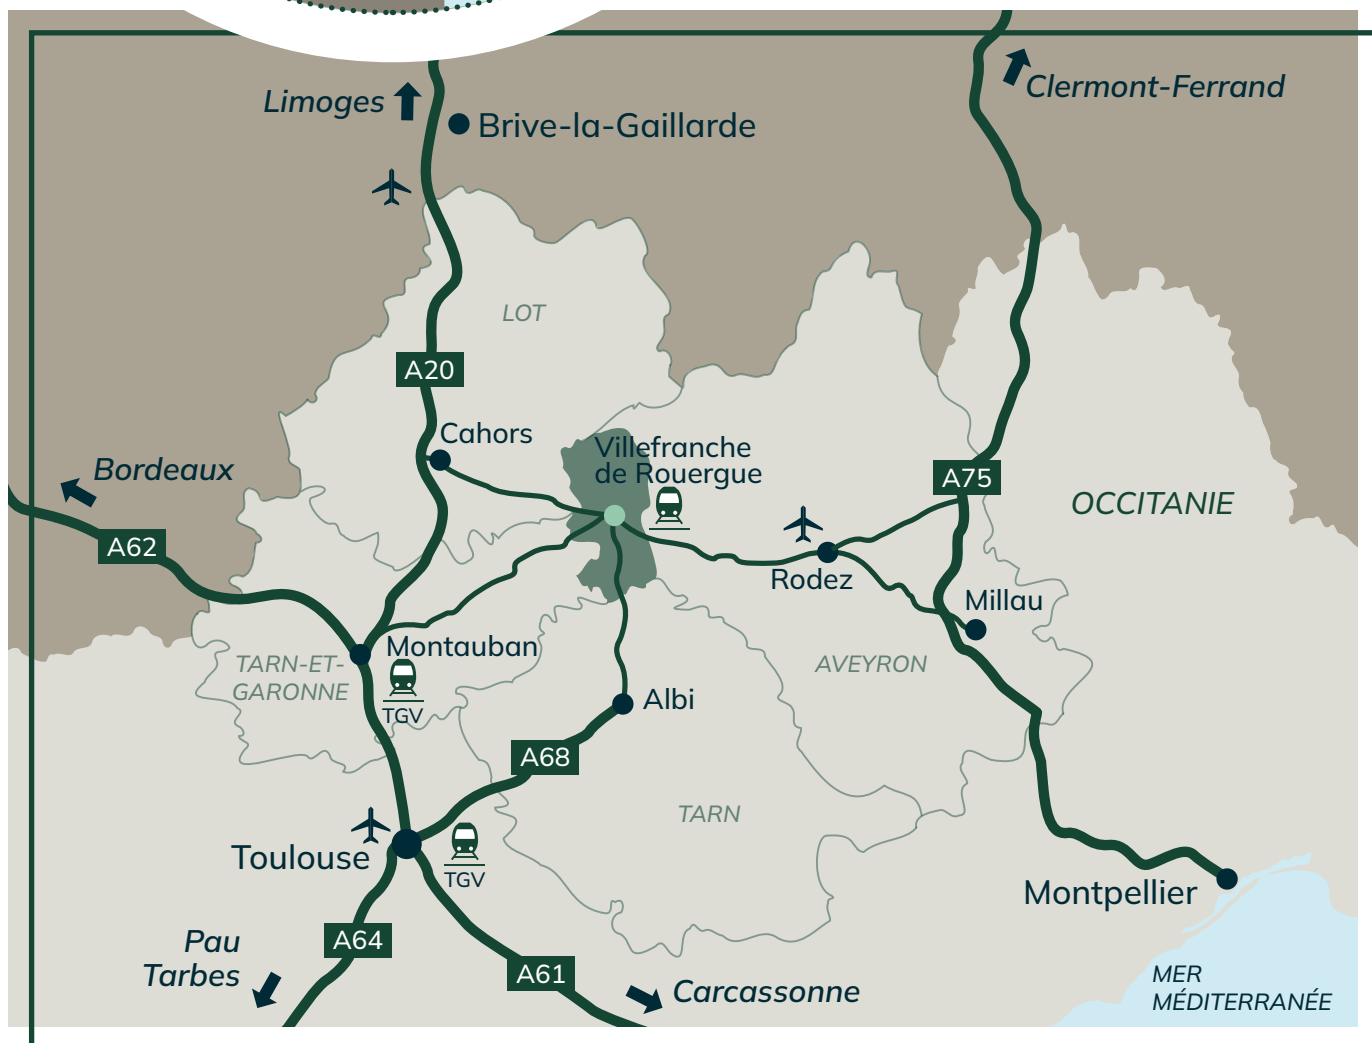 Limoges
Clermont-Ferrand
Brive-la-Gaillarde
LOT
A20
Cahors
Villefranche
de Rouergue
Bordeaux
A75
OCCITANIE
A62
Rodez
Millau
Montauban
TARN-ET-
GARONNE
AVEYRON
TGV
Albi
A68
TARN
Toulouse
TGV
Montpellier
A64
Pau
Tarbes
A61
Carcassonne
MER
MÉDITERRANÉE